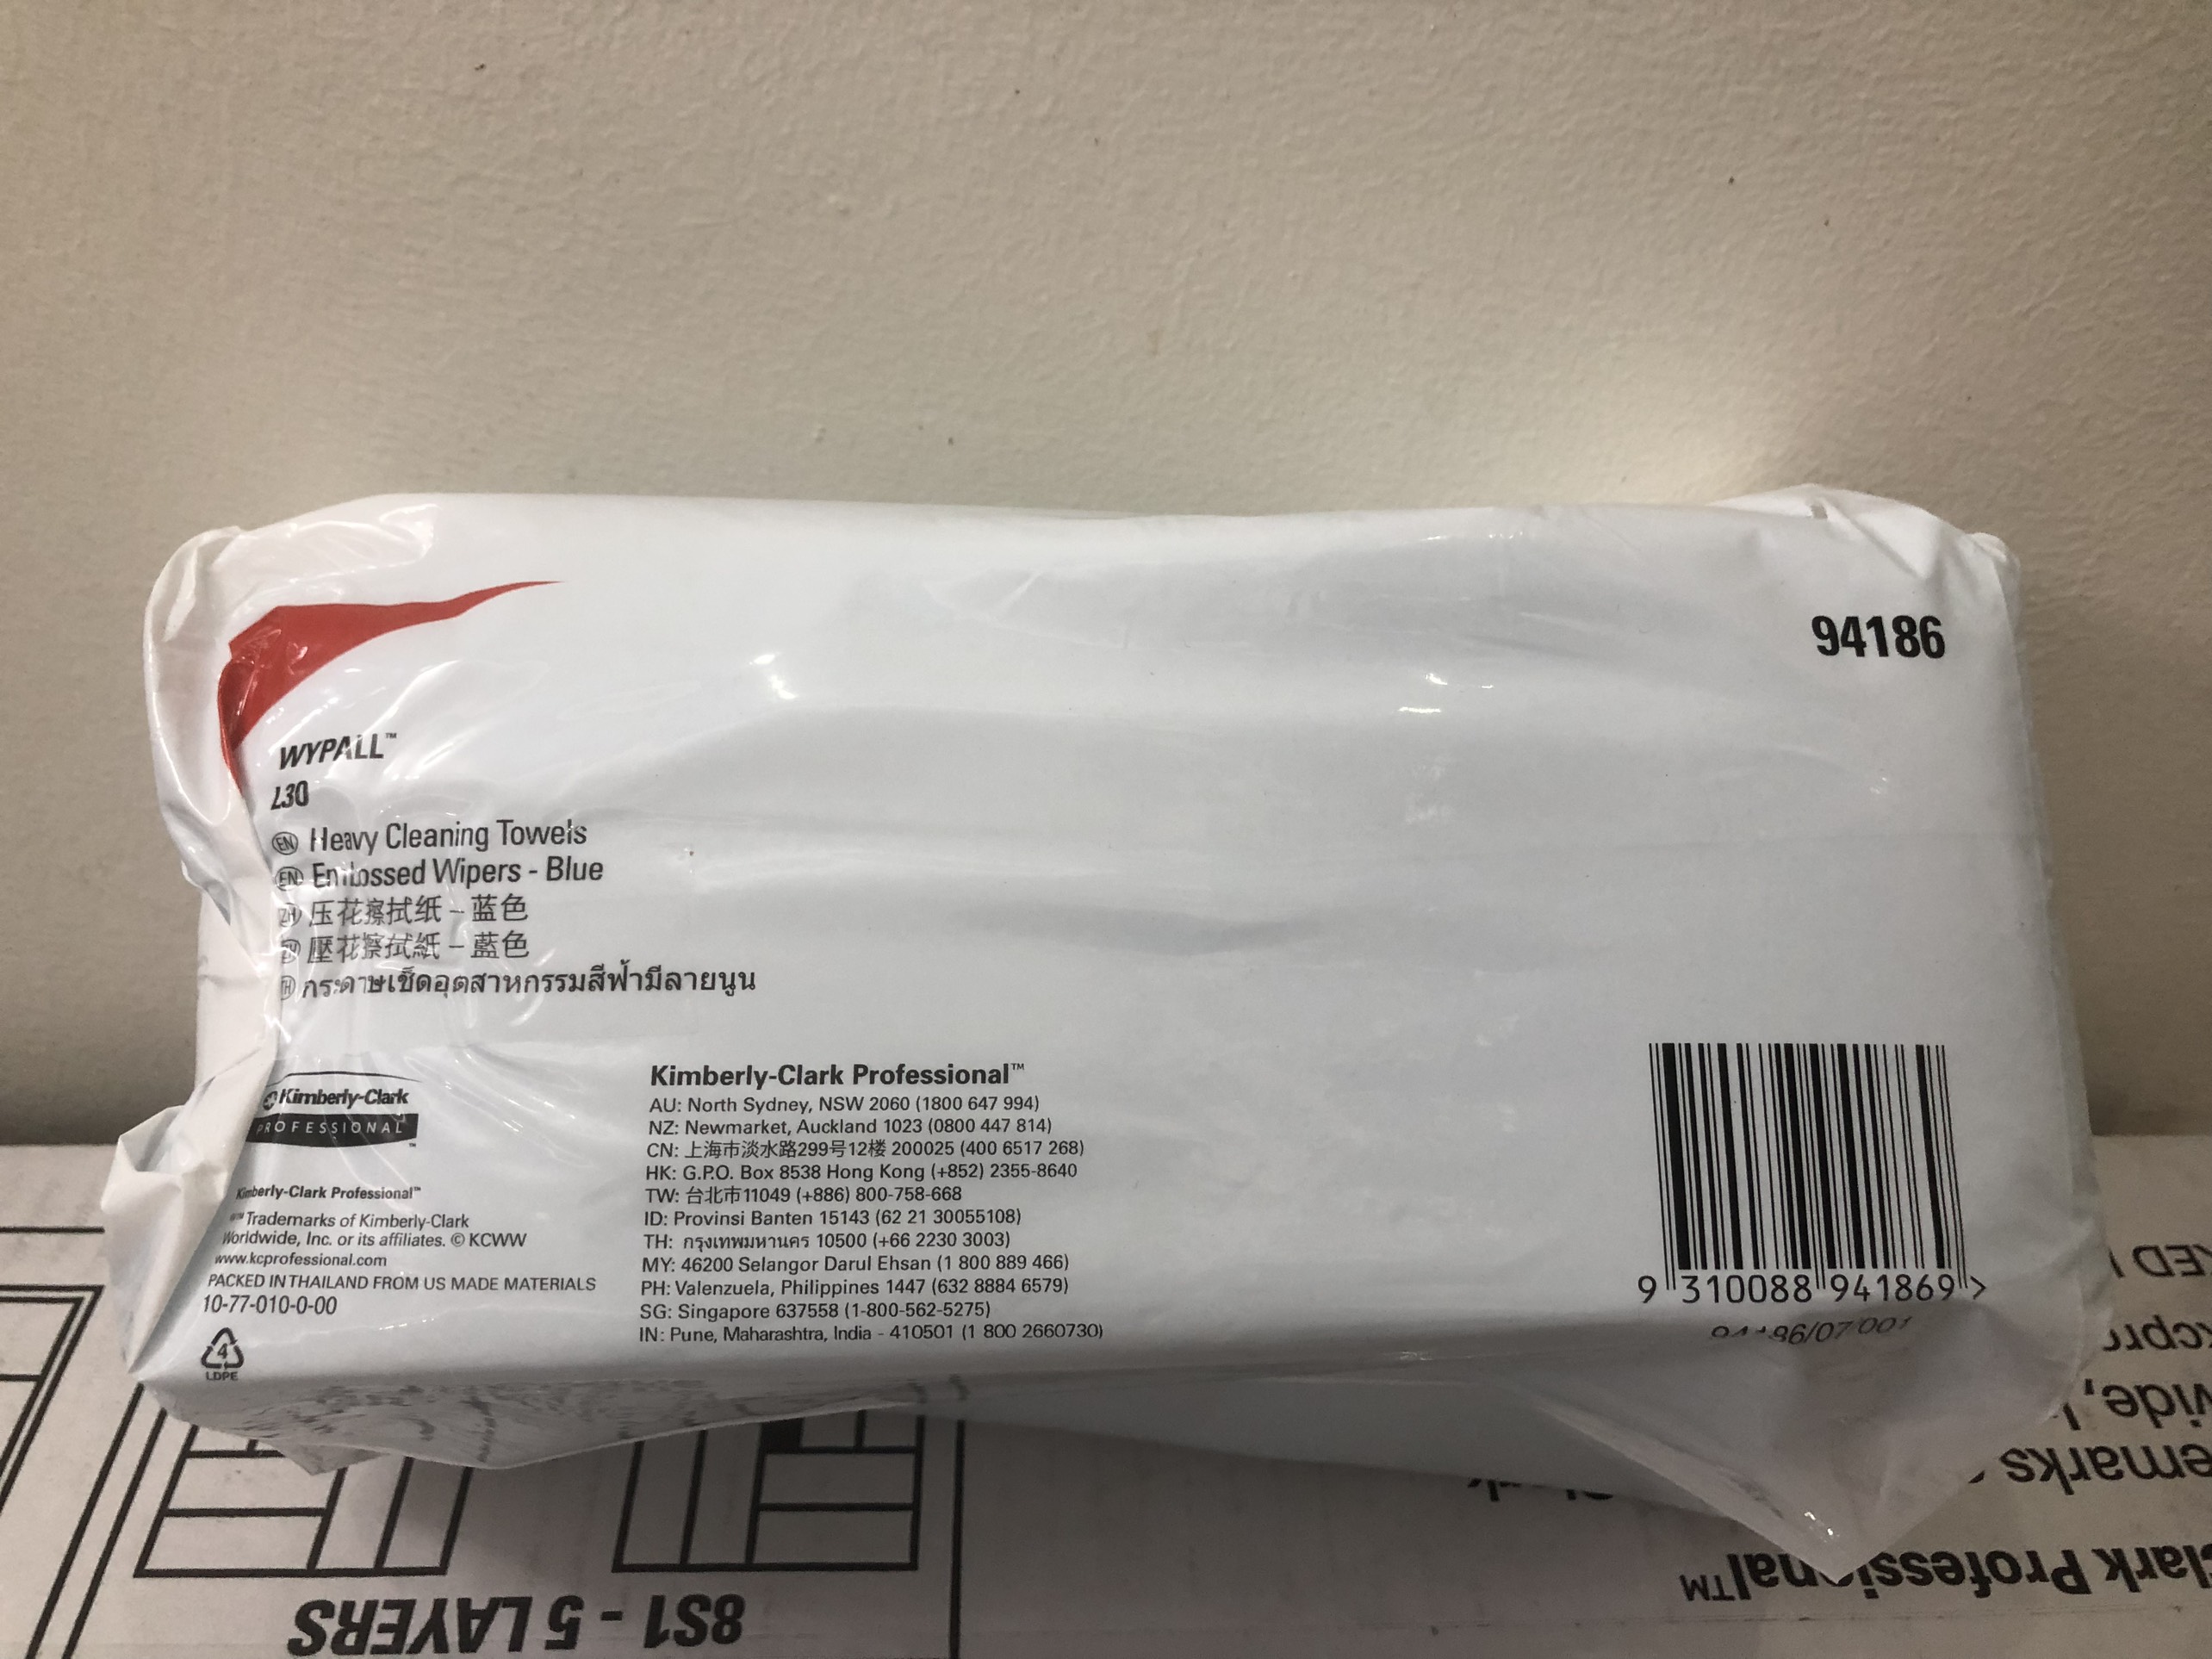 94186
WYPALL™
L30
EN Heavy Cleaning Towels
EN Embossed Wipers - Blue
ZH 压花擦拭纸 – 蓝色
壓花擦拭紙 – 藍色
TH กระดาษเช็ดอุตสาหกรรมสีฟ้ามีลายนูน
Kimberly-Clark
PROFESSIONAL™
Kimberly-Clark Professional™
Trademarks of Kimberly-Clark
Worldwide, Inc. or its affiliates. © KCWW
www.kcprofessional.com
PACKED IN THAILAND FROM US MADE MATERIALS
10-77-010-0-00
4
LDPE
Kimberly-Clark Professional™
AU: North Sydney, NSW 2060 (1800 647 994)
NZ: Newmarket, Auckland 1023 (0800 447 814)
CN: 上海市淡水路299号12楼 200025 (400 6517 268)
HK: G.P.O. Box 8538 Hong Kong (+852) 2355-8640
TW: 台北市11049 (+886) 800-758-668
ID: Provinsi Banten 15143 (62 21 30055108)
TH: กรุงเทพมหานคร 10500 (+66 2230 3003)
MY: 46200 Selangor Darul Ehsan (1 800 889 466)
PH: Valenzuela, Philippines 1447 (632 8884 6579)
SG: Singapore 637558 (1-800-562-5275)
IN: Pune, Maharashtra, India - 410501 (1 800 2660730)
9 310088 941869 >
8S1 - 5 LAYERS
Professional™